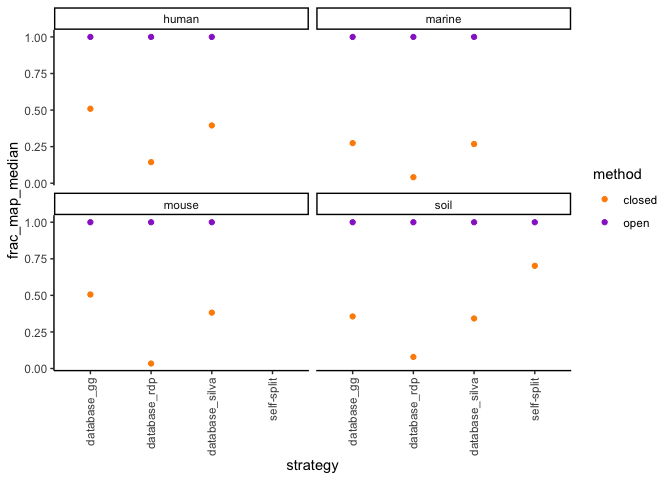 human
marine
1.00
0.75
0.50
0.25
0.00
mouse
soil
1.00
0.75
0.50
0.25
0.00
frac_map_median
database_gg
database_rdp
database_silva
self-split
database_gg
database_rdp
database_silva
self-split
strategy
method
closed
open